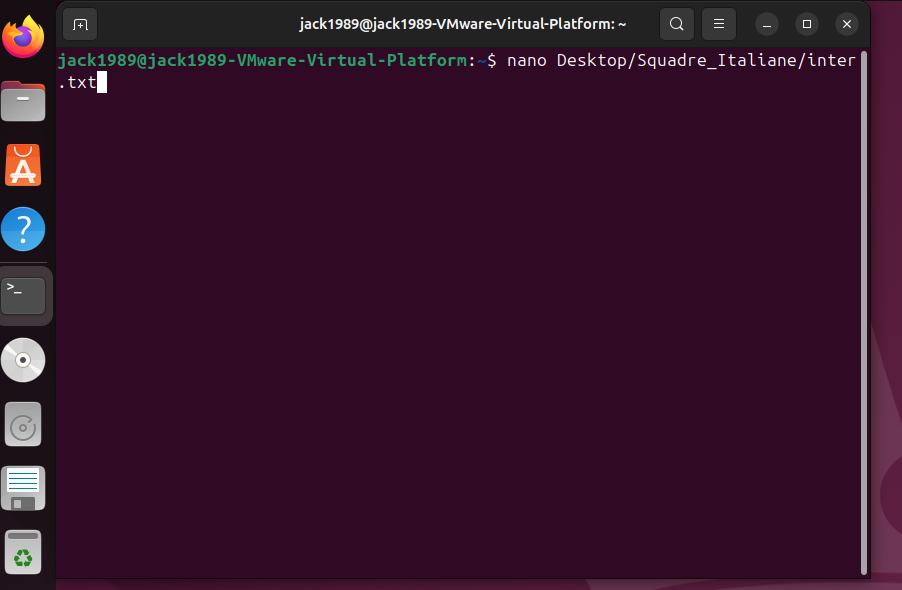 jack1989@jack1989-VMware-Virtual-Platform: ~
jack1989@jack1989-VMware-Virtual-Platform:~$ nano Desktop/Squadre_Italiane/inter
.txt